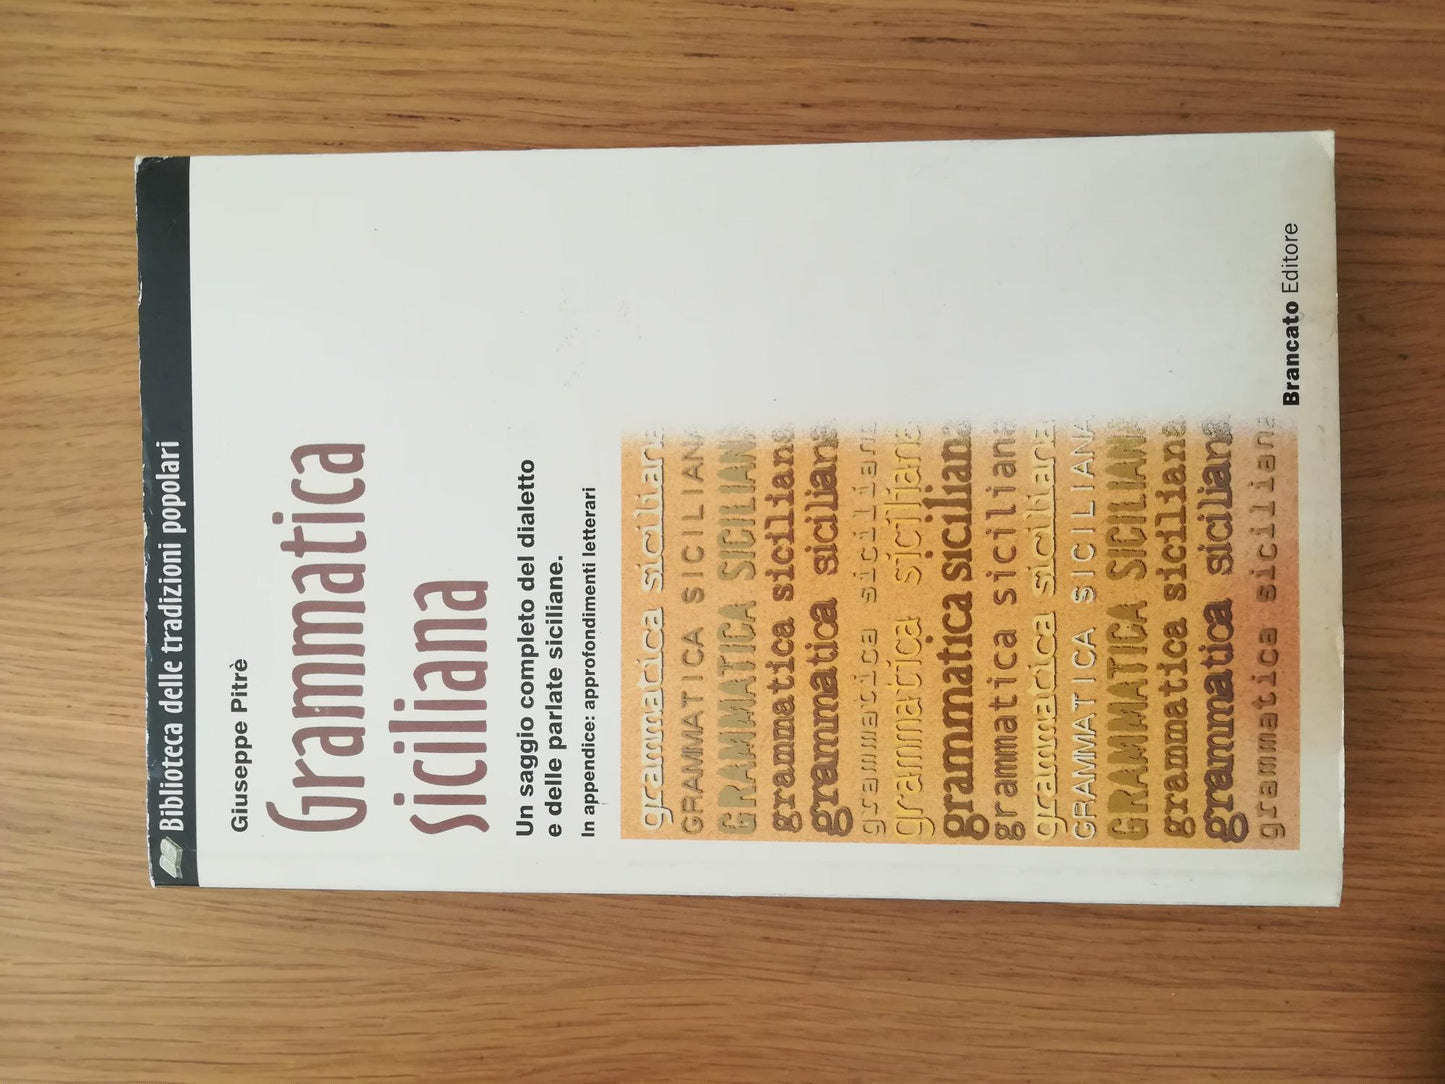 Biblioteca delle tradizioni popolari
Giuseppe Pitrè
Grammatica
siciliana
Un saggio completo del dialetto
e delle parlate siciliane.
In appendice: approfondimenti letterari
grammatica siciliana
GRAMMATICA SICILIANA
GRAMMATICA SICILIANA
grammatica siciliana
grammatica siciliana
grammatica siciliana
grammatica siciliana
grammatica siciliana
grammatica siciliana
grammatica siciliana
GRAMMATICA SICILIANA
GRAMMATICA SICILIANA
grammatica siciliana
grammatica siciliana
grammatica siciliana
Brancato Editore